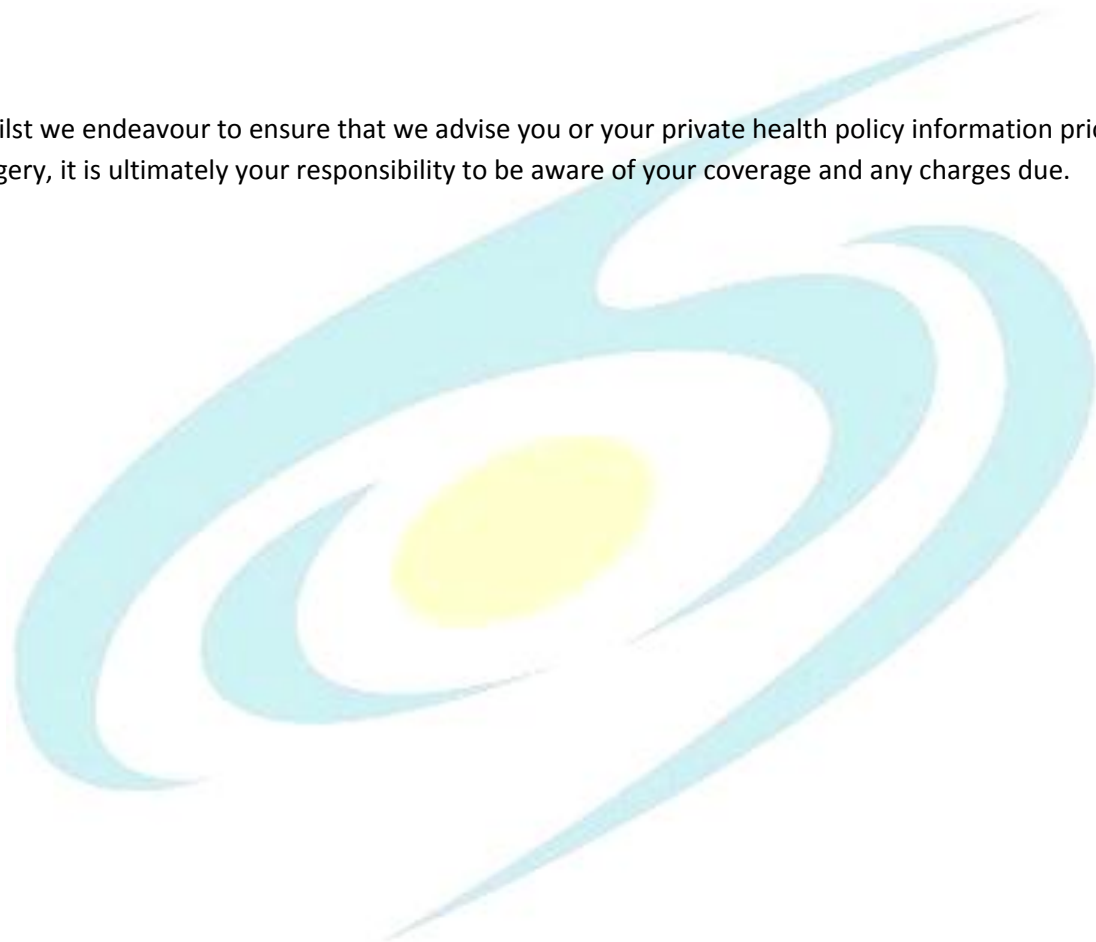 ilst we endeavour to ensure that we advise you or your private health policy information pri
gery, it is ultimately your responsibility to be aware of your coverage and any charges due.